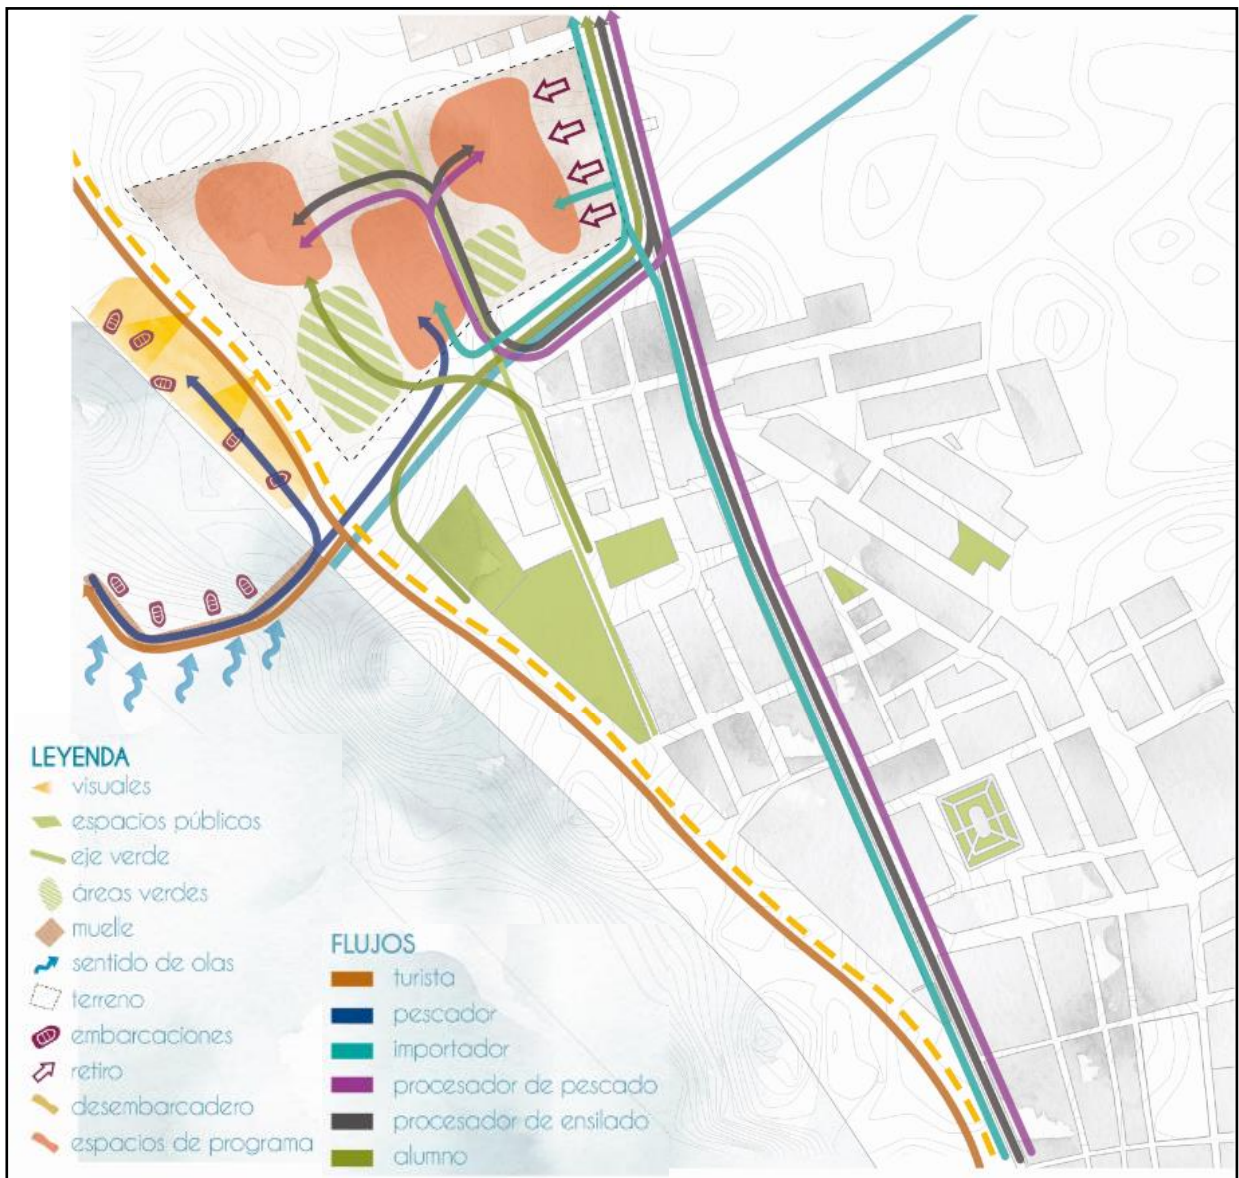 LEYENDA
visuales
espacios públicos
eje verde
áreas verdes
muelle
sentido de olas
terreno
embarcaciones
retiro
desembarcadero
espacios de programa
FLUJOS
turista
pescador
importador
procesador de pescado
procesador de ensilado
alumno